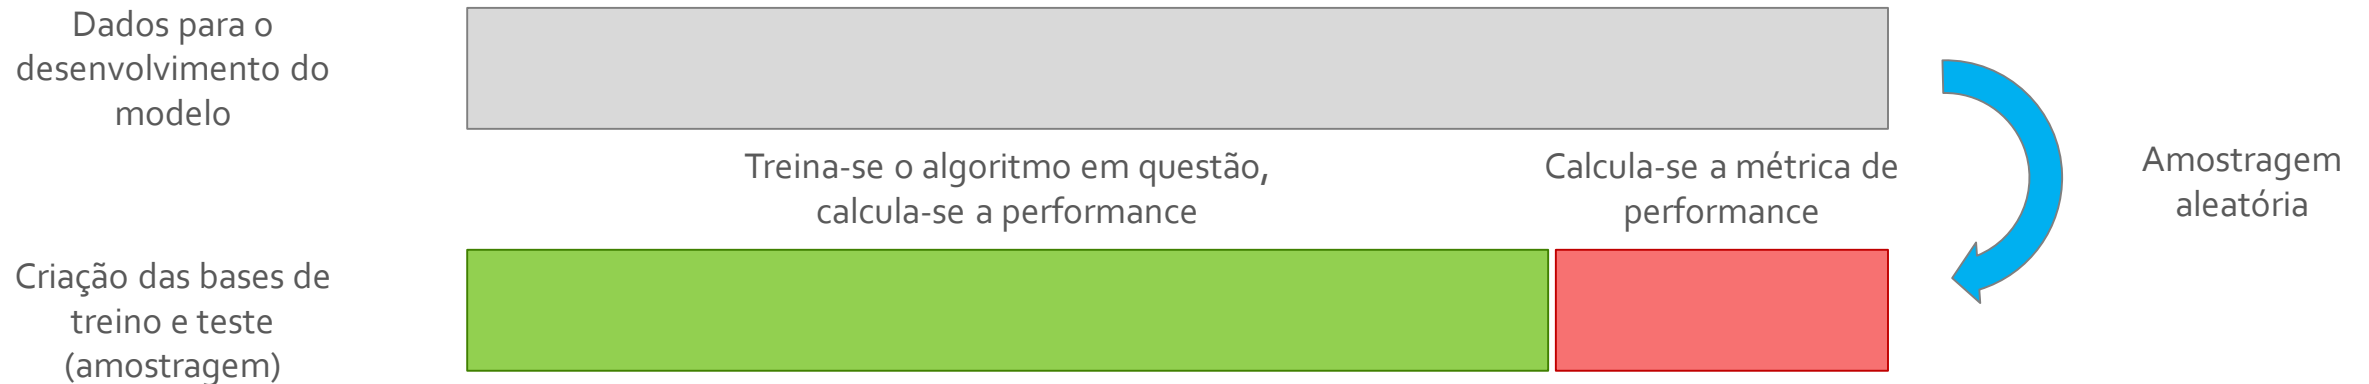 Dados para o
desenvolvimento do
modelo
Treina-se o algoritmo em questão,
calcula-se a performance
Calcula-se a métrica de
performance
Amostragem
aleatória
Criação das bases de
treino e teste
(amostragem)